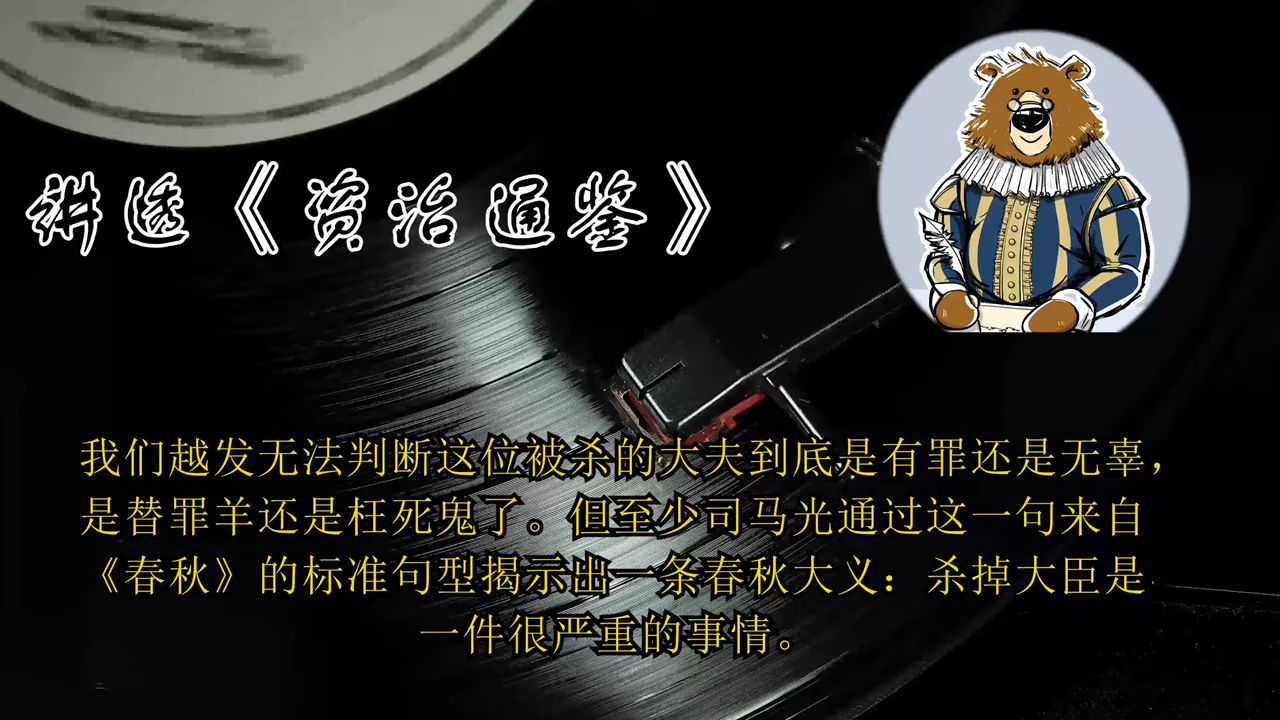 讲透《资治通鉴》
我们越发无法判断这位被杀的大夫到底是有罪还是无辜，
是替罪羊还是枉死鬼了。但至少司马光通过这一句来自
《春秋》的标准句型揭示出一条春秋大义：杀掉大臣是
一件很严重的事情。